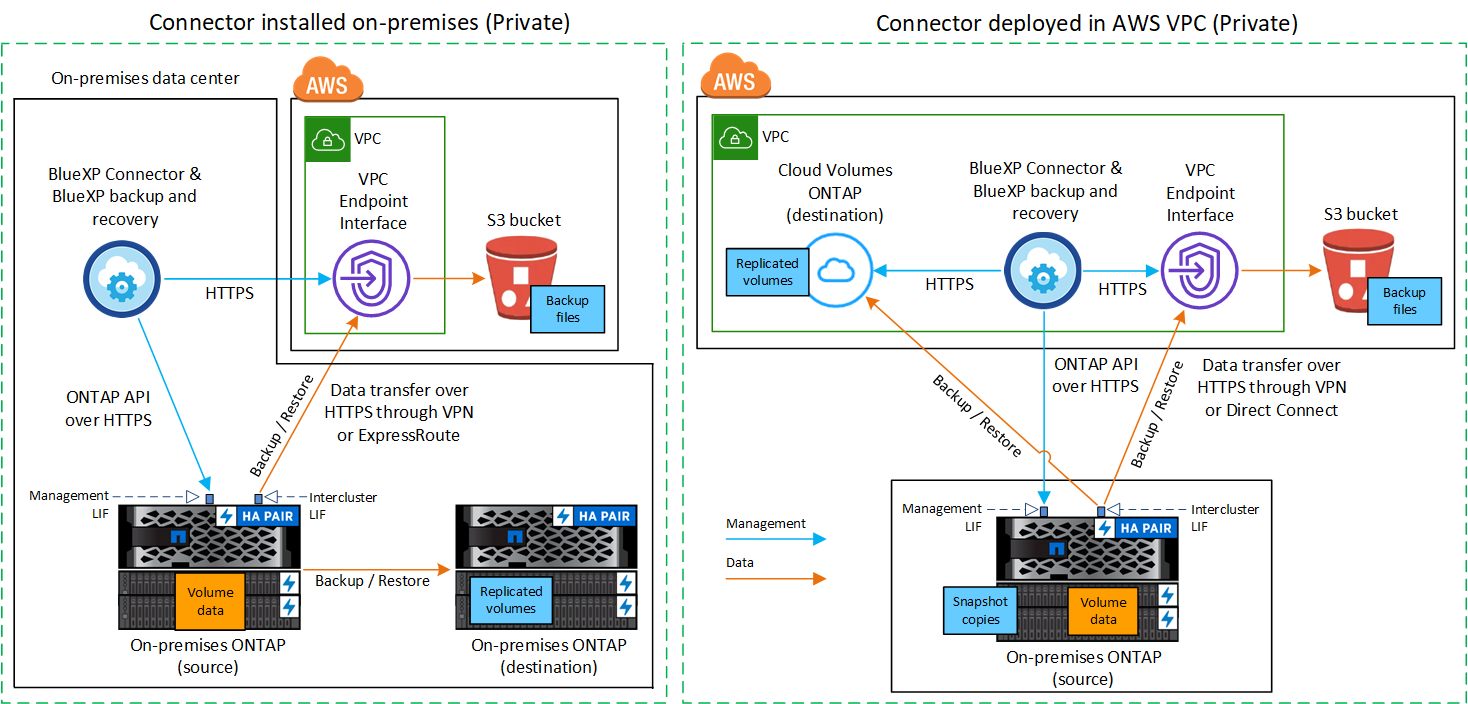 Connector installed on-premises (Private)
On-premises data center
AWS
VPC
BlueXP Connector &
BlueXP backup and
recovery
VPC
Endpoint
Interface
S3 bucket
Backup
files
HTTPS
ONTAP API
over HTTPS
Backup / Restore
Data transfer over
HTTPS through VPN
or ExpressRoute
Management
LIF
Intercluster
LIF
HA PAIR
HA PAIR
Volume
data
Backup / Restore
Replicated
volumes
On-premises ONTAP
(source)
On-premises ONTAP
(destination)
Connector deployed in AWS VPC (Private)
AWS
VPC
Cloud Volumes
ONTAP
(destination)
BlueXP Connector &
BlueXP backup and
recovery
VPC
Endpoint
Interface
S3 bucket
Replicated
volumes
HTTPS
HTTPS
Backup
files
Backup / Restore
ONTAP API
over HTTPS
Backup / Restore
Data transfer over
HTTPS through VPN
or Direct Connect
Management
Data
Management
LIF
Intercluster
LIF
HA PAIR
Snapshot
copies
Volume
data
On-premises ONTAP
(source)